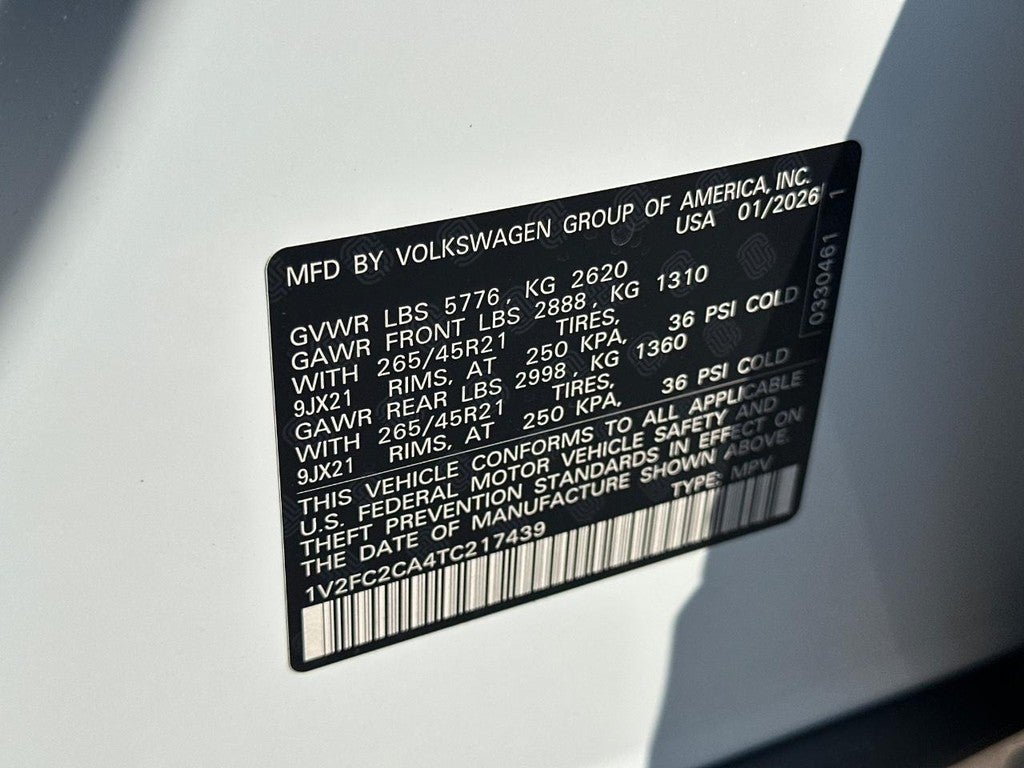 MFD BY VOLKSWAGEN GROUP OF AMERICA, INC.
USA 01/2026
GVWR LBS 5776, KG 2620
GAWR FRONT LBS 2888, KG 1310
WITH 265/45R21 TIRES,
9JX21 RIMS, AT 250 KPA, 36 PSI COLD
GAWR REAR LBS 2998, KG 1360
WITH 265/45R21 TIRES,
9JX21 RIMS, AT 250 KPA, 36 PSI COLD
THIS VEHICLE CONFORMS TO ALL APPLICABLE
U.S. FEDERAL MOTOR VEHICLE SAFETY AND
THEFT PREVENTION STANDARDS IN EFFECT ON
THE DATE OF MANUFACTURE SHOWN ABOVE.
TYPE: MPV
1V2FC2CA4TC217439
0330461 1